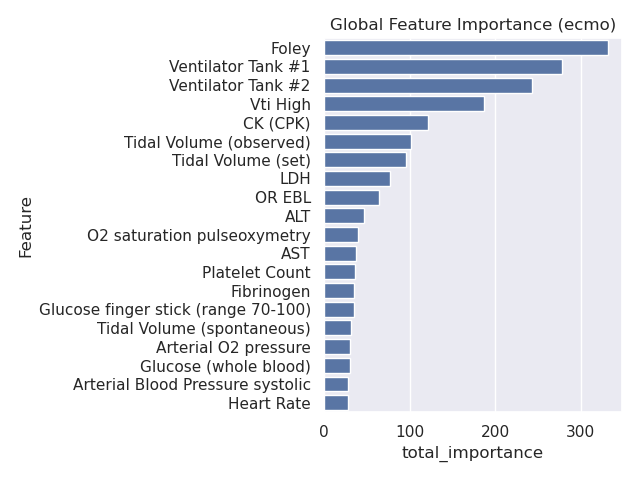 Global Feature Importance (ecmo)
Foley
Ventilator Tank #1
Ventilator Tank #2
Vti High
CK (CPK)
Tidal Volume (observed)
Tidal Volume (set)
LDH
OR EBL
ALT
O2 saturation pulseoxymetry
AST
Platelet Count
Fibrinogen
Glucose finger stick (range 70-100)
Tidal Volume (spontaneous)
Arterial O2 pressure
Glucose (whole blood)
Arterial Blood Pressure systolic
Heart Rate
Feature
0 100 200 300
total_importance